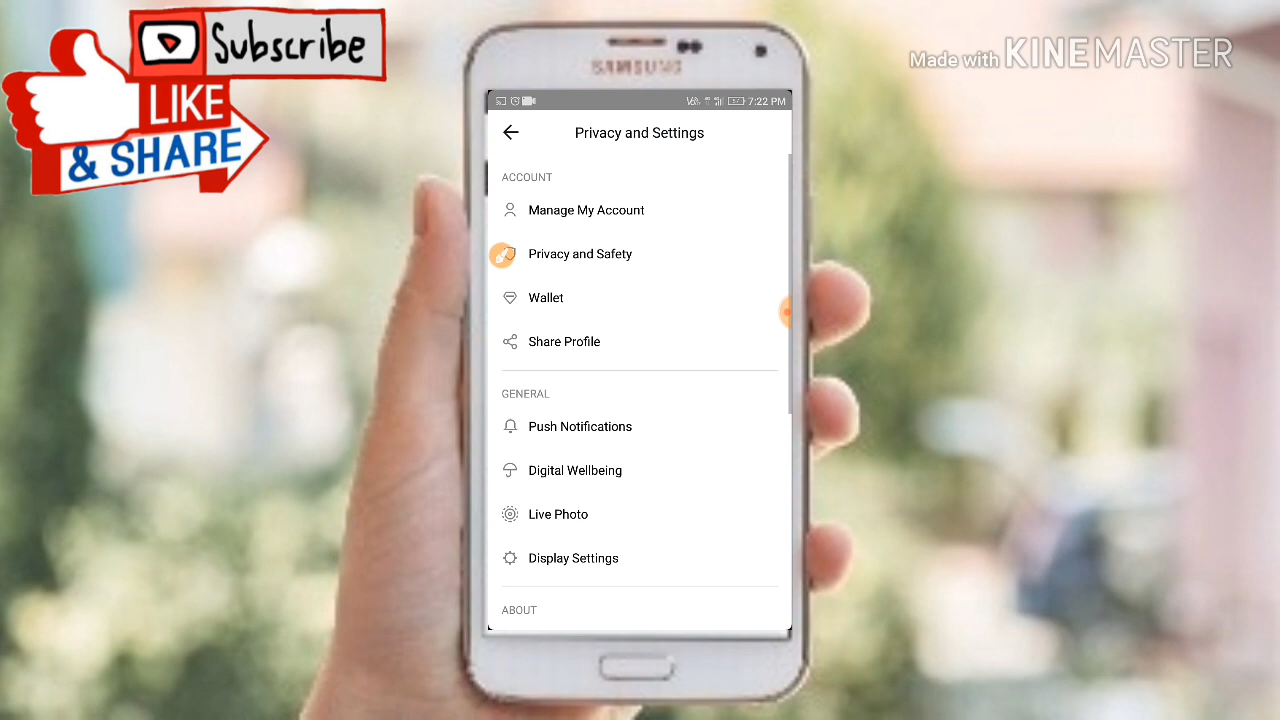 Subscribe
LIKE
& SHARE
Made with KINEMASTER
SAMSUNG
7:22 PM
Privacy and Settings
ACCOUNT
Manage My Account
Privacy and Safety
Wallet
Share Profile
GENERAL
Push Notifications
Digital Wellbeing
Live Photo
Display Settings
ABOUT